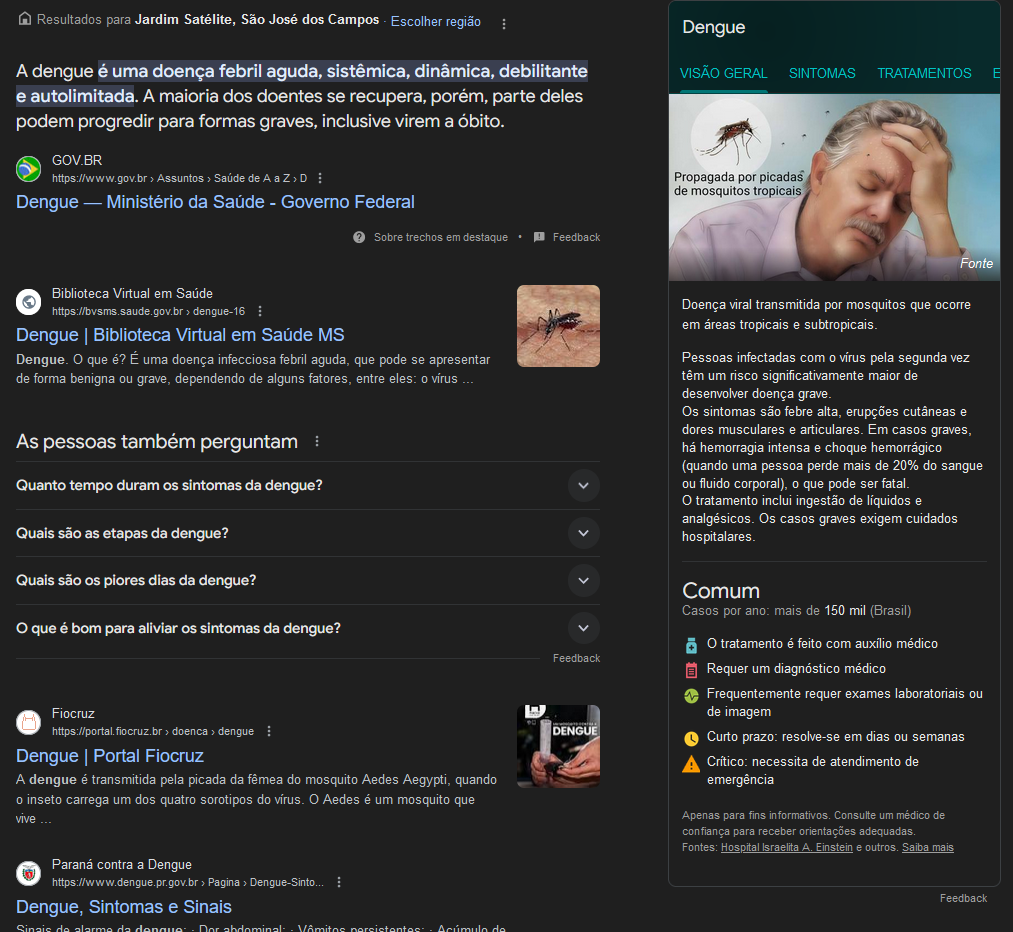 Resultados para Jardim Satélite, São José dos Campos · Escolher região
A dengue é uma doença febril aguda, sistêmica, dinâmica, debilitante
e autolimitada. A maioria dos doentes se recupera, porém, parte deles
podem progredir para formas graves, inclusive virem a óbito.
GOV.BR
https://www.gov.br › Assuntos › Saúde de A a Z › D
Dengue — Ministério da Saúde - Governo Federal
Sobre trechos em destaque • Feedback
Biblioteca Virtual em Saúde
https://bvsms.saude.gov.br › dengue-16
Dengue | Biblioteca Virtual em Saúde MS
Dengue. O que é? É uma doença infecciosa febril aguda, que pode se apresentar
de forma benigna ou grave, dependendo de alguns fatores, entre eles: o vírus ...
As pessoas também perguntam
Quanto tempo duram os sintomas da dengue?
Quais são as etapas da dengue?
Quais são os piores dias da dengue?
O que é bom para aliviar os sintomas da dengue?
Feedback
Fiocruz
https://portal.fiocruz.br › doenca › dengue
Dengue | Portal Fiocruz
A dengue é transmitida pela picada da fêmea do mosquito Aedes Aegypti, quando
o inseto carrega um dos quatro sorotipos do vírus. O Aedes é um mosquito que
vive ...
DENGUE
Paraná contra a Dengue
https://www.dengue.pr.gov.br › Pagina › Dengue-Sinto...
Dengue, Sintomas e Sinais
Sinais de alarme da dengue: · Dor abdominal; · Vômitos persistentes; · Acúmulo de
Dengue
VISÃO GERAL SINTOMAS TRATAMENTOS E
Propagada por picadas
de mosquitos tropicais
Fonte
Doença viral transmitida por mosquitos que ocorre
em áreas tropicais e subtropicais.
Pessoas infectadas com o vírus pela segunda vez
têm um risco significativamente maior de
desenvolver doença grave.
Os sintomas são febre alta, erupções cutâneas e
dores musculares e articulares. Em casos graves,
há hemorragia intensa e choque hemorrágico
(quando uma pessoa perde mais de 20% do sangue
ou fluido corporal), o que pode ser fatal.
O tratamento inclui ingestão de líquidos e
analgésicos. Os casos graves exigem cuidados
hospitalares.
Comum
Casos por ano: mais de 150 mil (Brasil)
O tratamento é feito com auxílio médico
Requer um diagnóstico médico
Frequentemente requer exames laboratoriais ou
de imagem
Curto prazo: resolve-se em dias ou semanas
Crítico: necessita de atendimento de
emergência
Apenas para fins informativos. Consulte um médico de
confiança para receber orientações adequadas.
Fontes: Hospital Israelita A. Einstein e outros. Saiba mais
Feedback